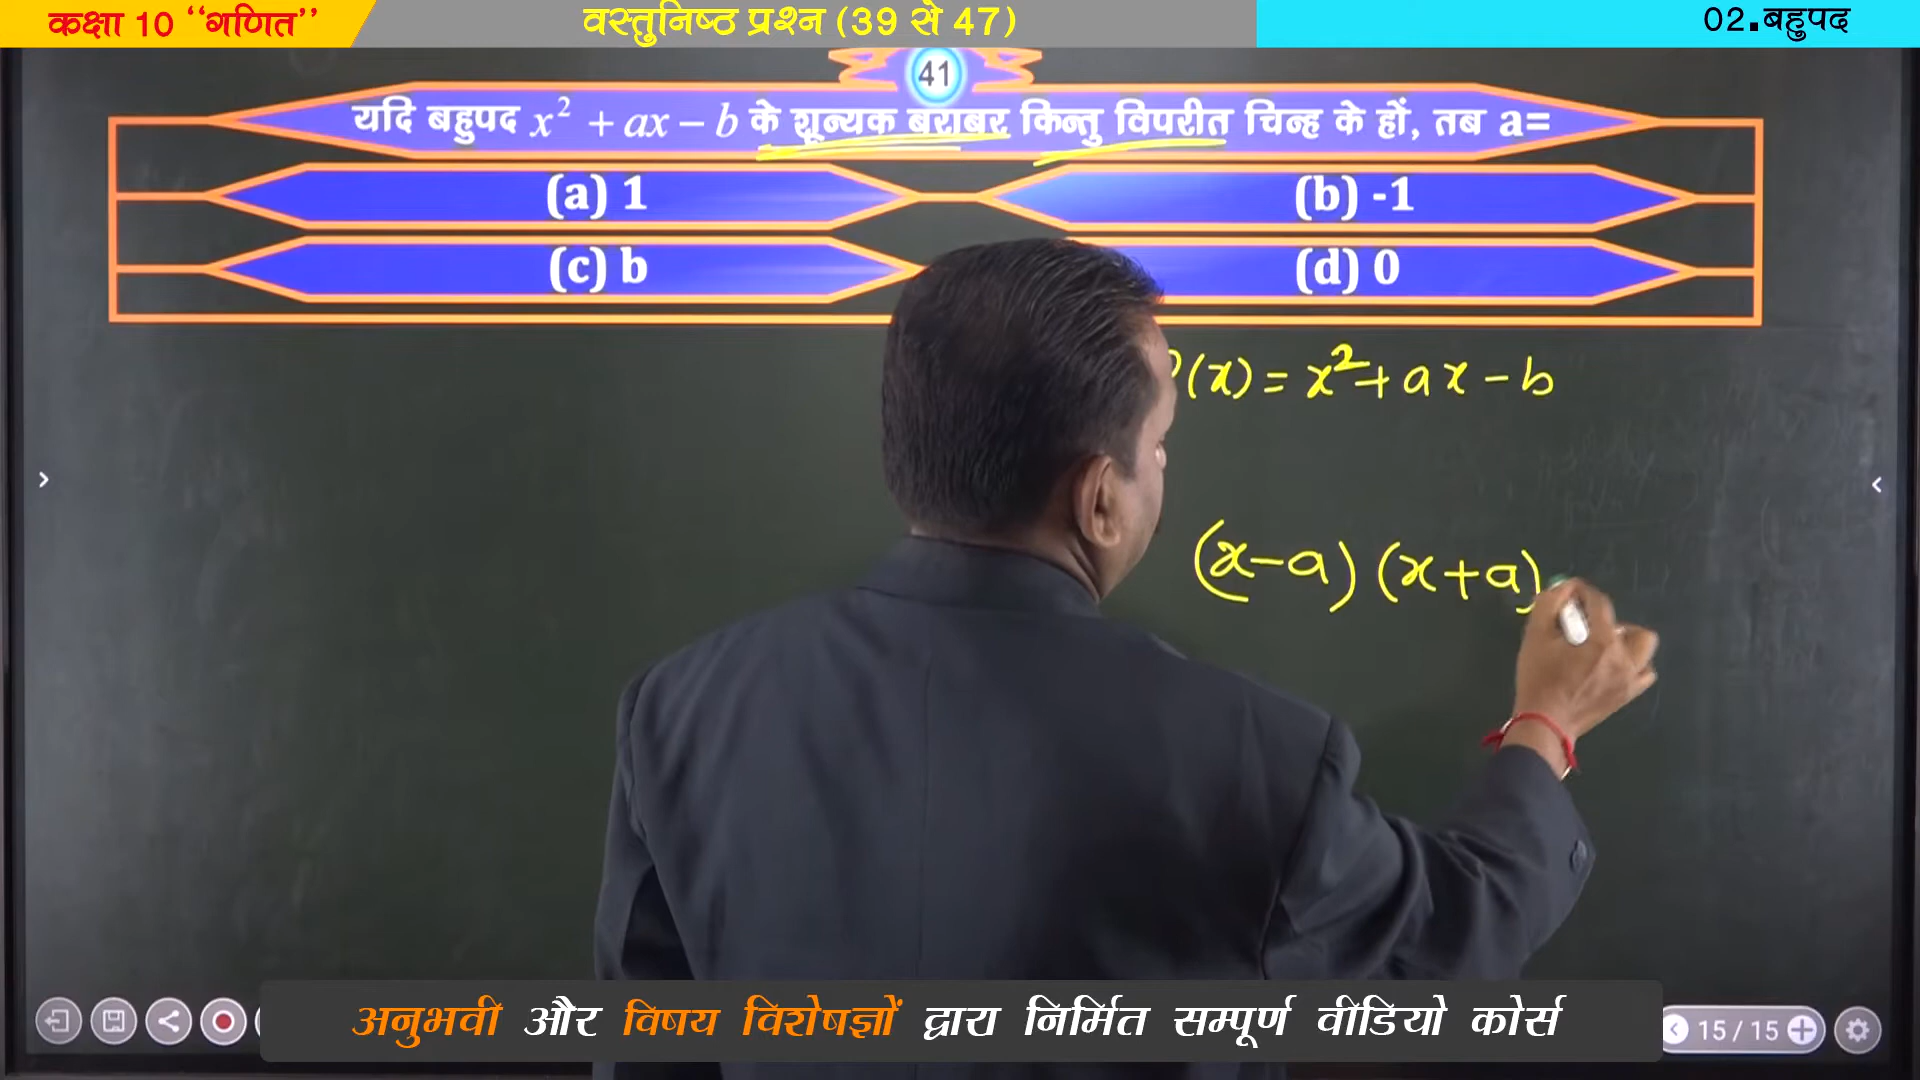 कक्षा 10 “गणित”
वस्तुनिष्ठ प्रश्न (39 से 47)
02.बहुपद
41
यदि बहुपद x² + ax − b के शून्यक बराबर किन्तु विपरीत चिन्ह के हों, तब a=
(a) 1
(b) -1
(c) b
(d) 0
(x) = x² + ax − b
(x−a) (x+a)
अनुभवी और विषय विशेषज्ञों द्वारा निर्मित सम्पूर्ण वीडियो कोर्स
15 / 15